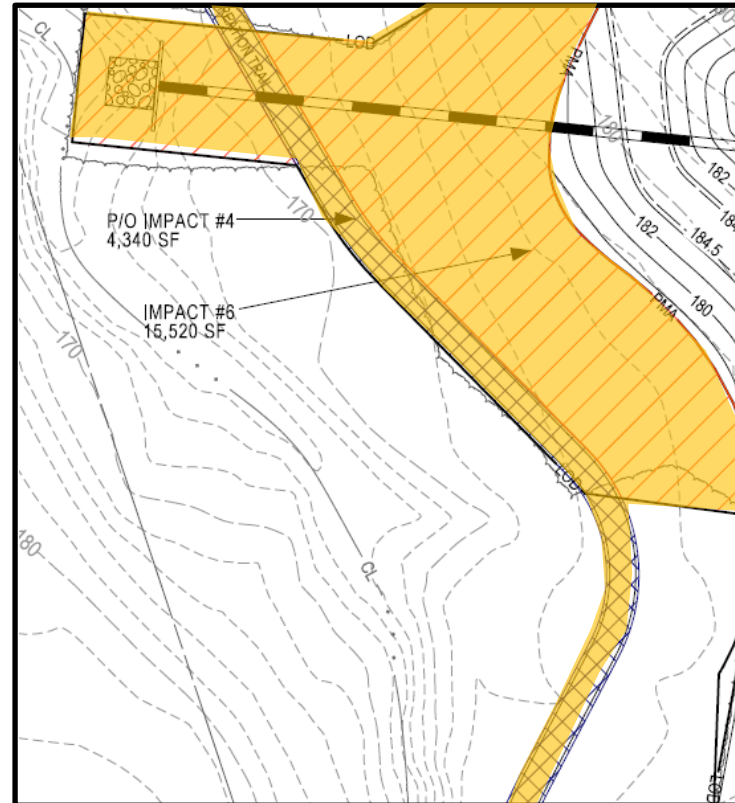 CL
LOD
PMA
180
182
184.5
182
180
PMA
170
P/O IMPACT #4
4,340 SF
IMPACT #6
15,520 SF
170
LOD
180
CL
LOD